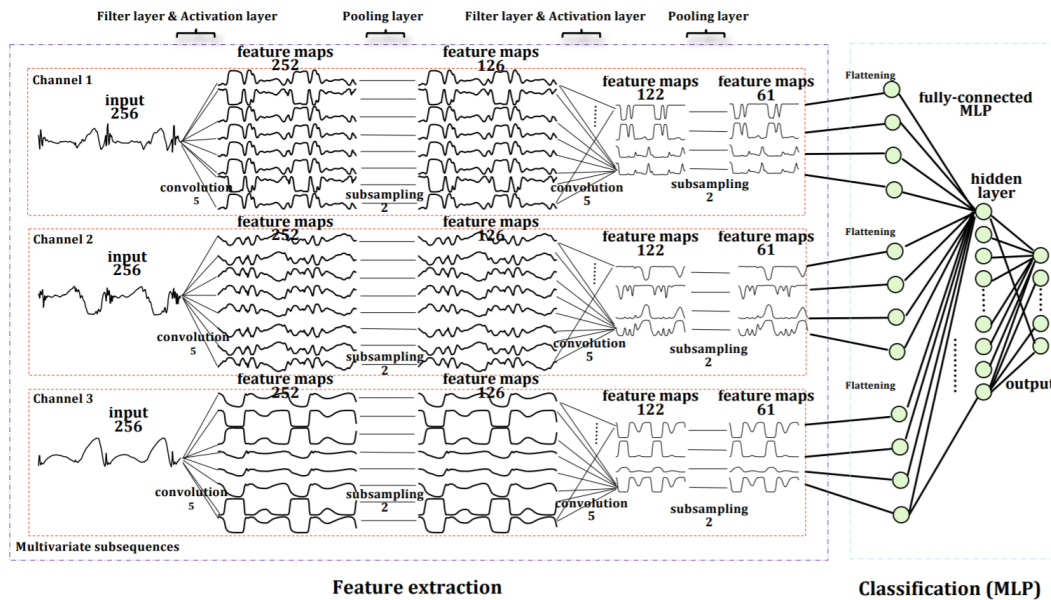 Filter layer & Activation layer
Pooling layer
Filter layer & Activation layer
Pooling layer
Channel 1
input
256
feature maps
252
feature maps
126
feature maps
122
feature maps
61
convolution
5
subsampling
2
convolution
5
subsampling
2
Channel 2
input
256
feature maps
252
feature maps
126
feature maps
122
feature maps
61
convolution
5
subsampling
2
convolution
5
subsampling
2
Channel 3
input
256
feature maps
252
feature maps
126
feature maps
122
feature maps
61
convolution
5
subsampling
2
convolution
5
subsampling
2
Multivariate subsequences
Flattening
fully-connected
MLP
hidden
layer
Flattening
Flattening
output
Feature extraction
Classification (MLP)